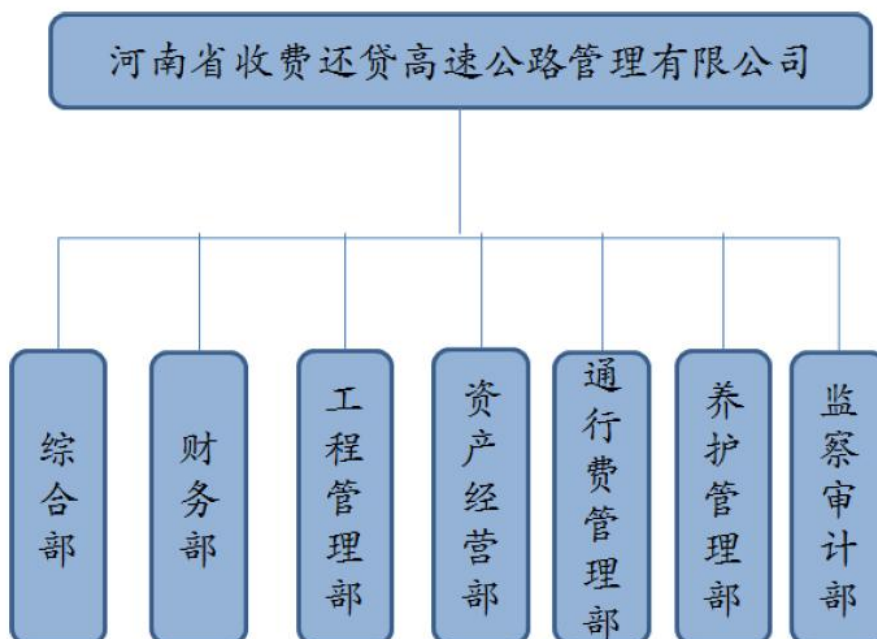 河南省收费还贷高速公路管理有限公司
综合部
财务部
工程管理部
资产经营部
通行费管理部
养护管理部
监察审计部